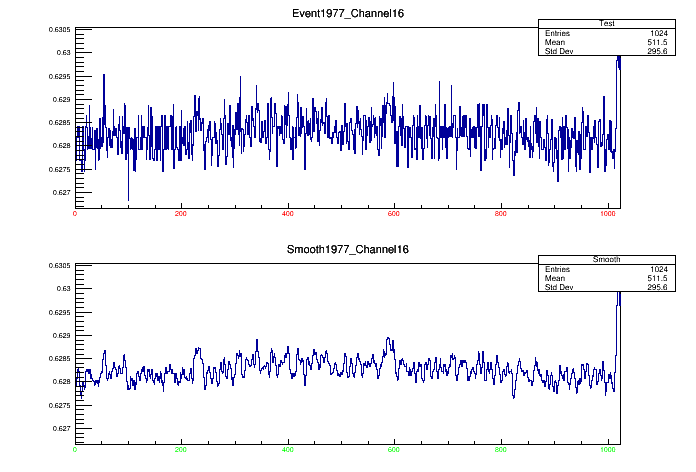 Event1977_Channel16
Test
Entries 1024
Mean 511.5
Std Dev 295.6
0.6305
0.63
0.6295
0.629
0.6285
0.628
0.6275
0.627
0 200 400 600 800 1000
Smooth1977_Channel16
Smooth
Entries 1024
Mean 511.5
Std Dev 295.6
0.6305
0.63
0.6295
0.629
0.6285
0.628
0.6275
0.627
0 200 400 600 800 1000